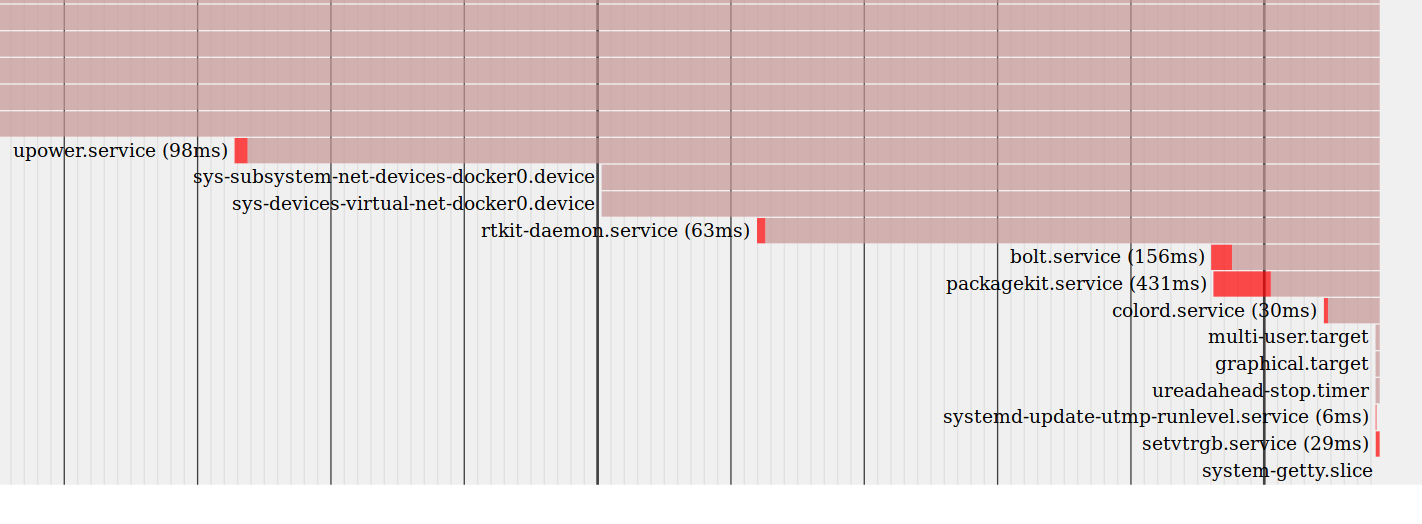 upower.service (98ms)
sys-subsystem-net-devices-docker0.device
sys-devices-virtual-net-docker0.device
rtkit-daemon.service (63ms)
bolt.service (156ms)
packagekit.service (431ms)
colord.service (30ms)
multi-user.target
graphical.target
ureadahead-stop.timer
systemd-update-utmp-runlevel.service (6ms)
setvtrgb.service (29ms)
system-getty.slice